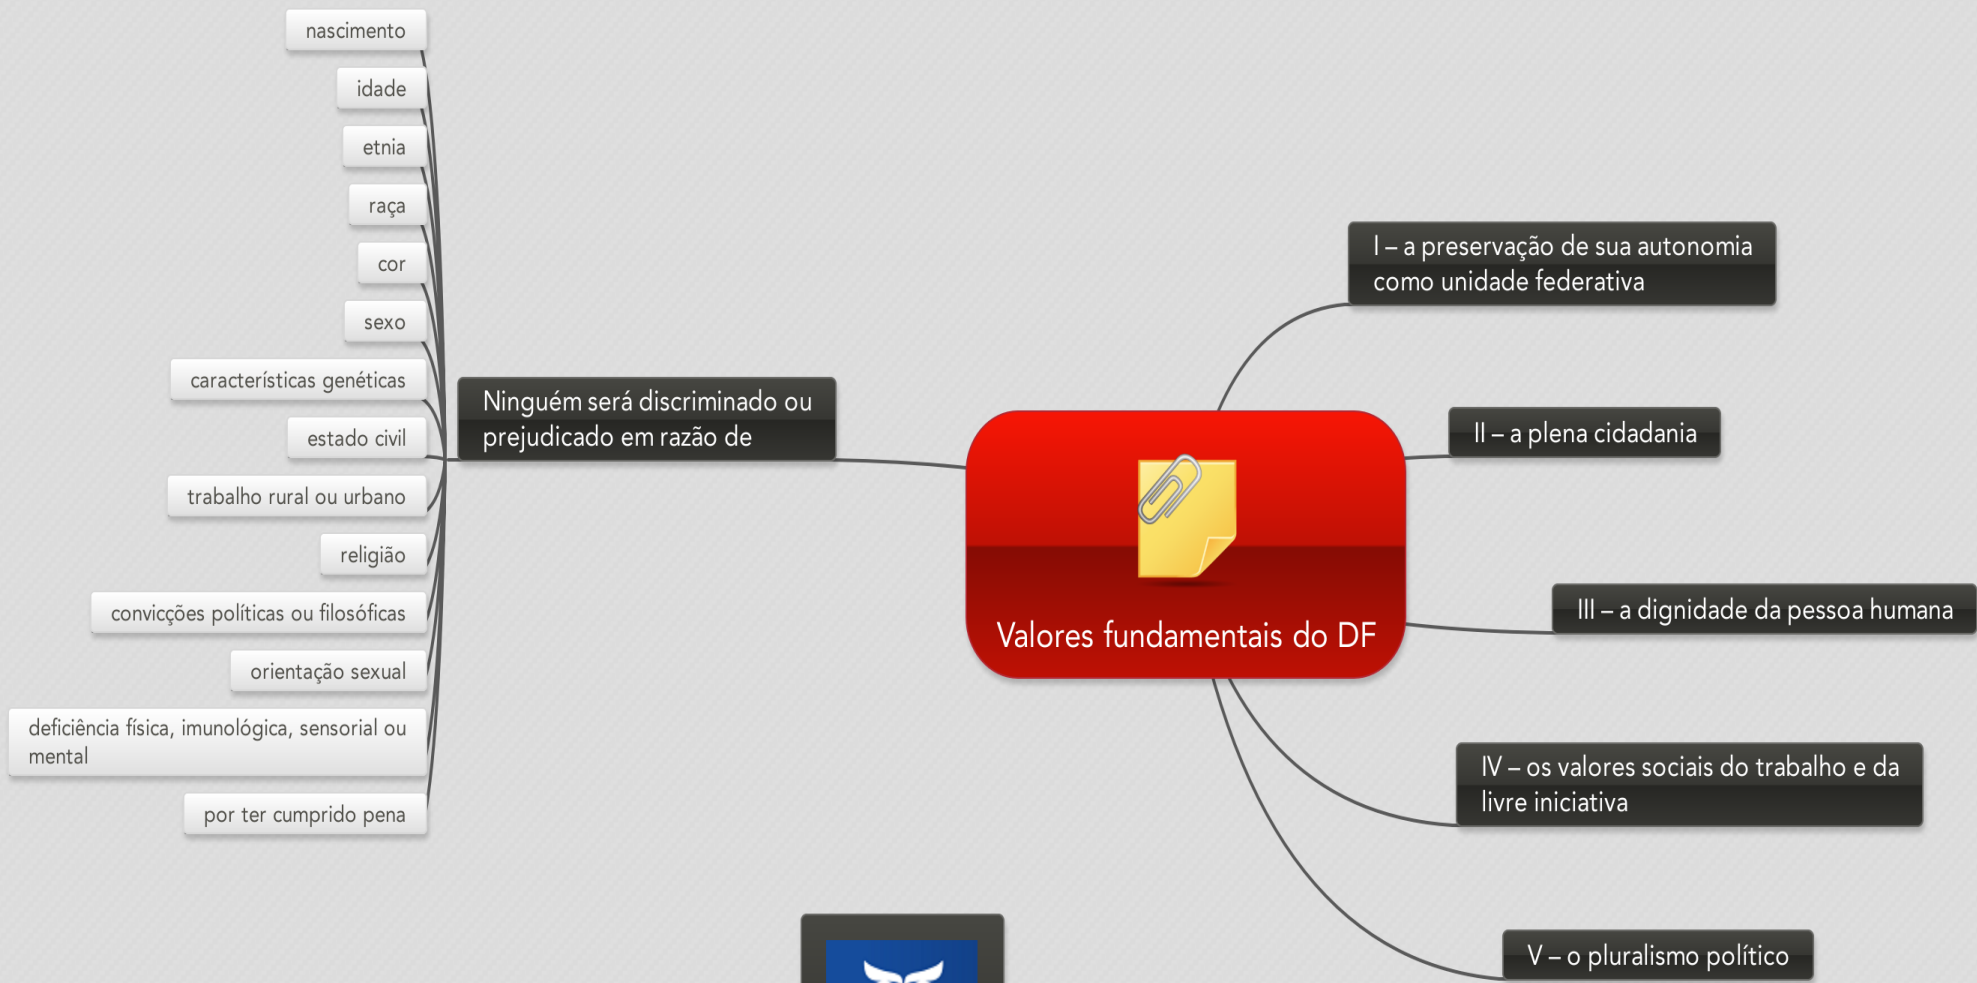 nascimento
idade
etnia
raça
cor
sexo
características genéticas
estado civil
trabalho rural ou urbano
religião
convicções políticas ou filosóficas
orientação sexual
deficiência física, imunológica, sensorial ou
mental
por ter cumprido pena
Ninguém será discriminado ou
prejudicado em razão de
Valores fundamentais do DF
I – a preservação de sua autonomia
como unidade federativa
II – a plena cidadania
III – a dignidade da pessoa humana
IV – os valores sociais do trabalho e da
livre iniciativa
V – o pluralismo político